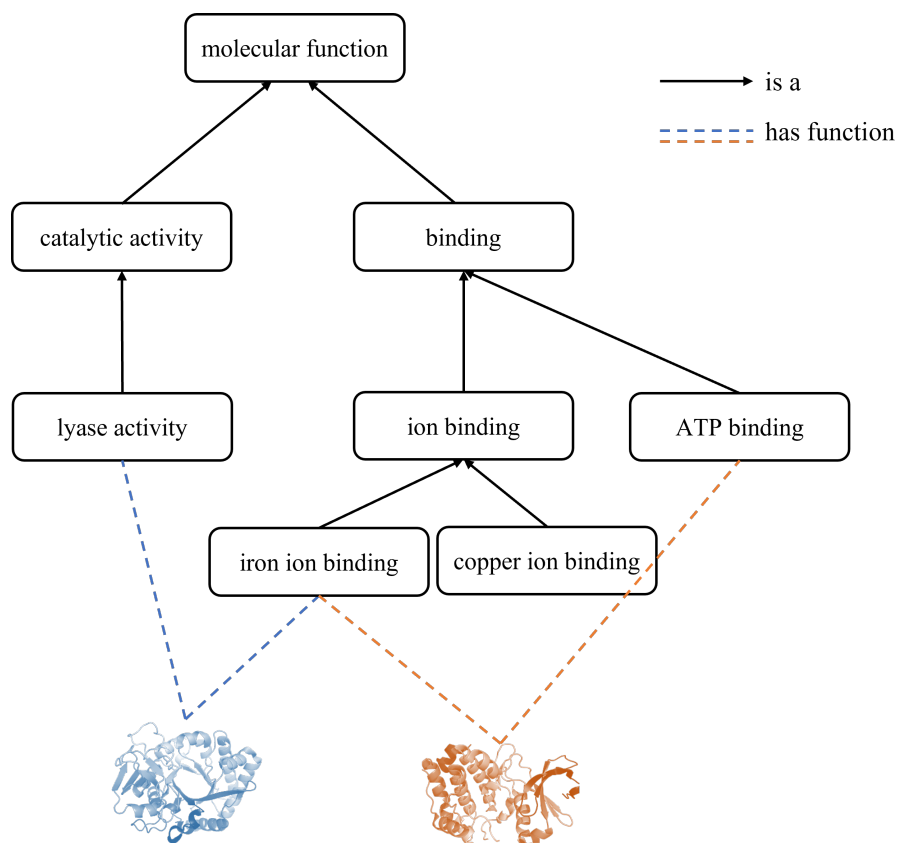 molecular function
is a
has function
catalytic activity
binding
lyase activity
ion binding
ATP binding
iron ion binding
copper ion binding